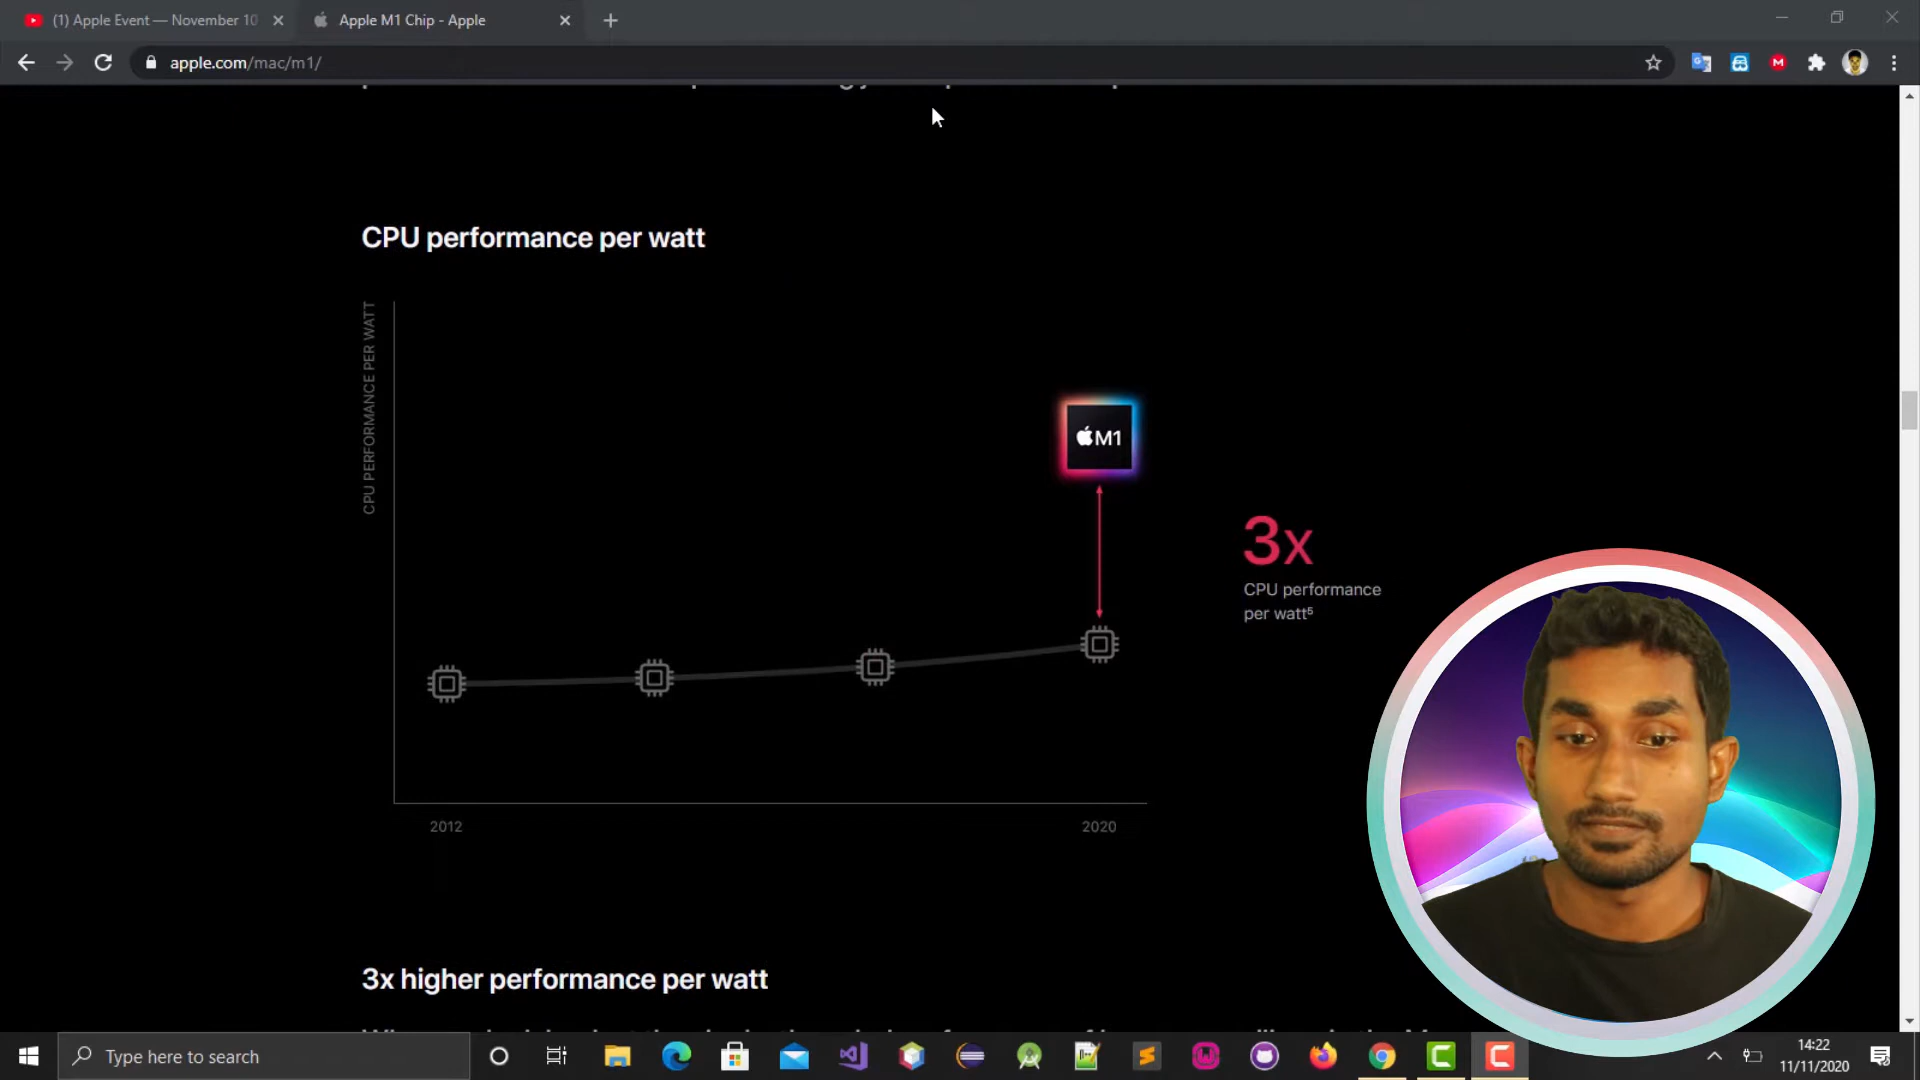 (1) Apple Event — November 10
Apple M1 Chip - Apple
apple.com/mac/m1/
CPU performance per watt
CPU PERFORMANCE PER WATT
M1
3x
CPU performance
per watt⁵
2012
2020
3x higher performance per watt
Type here to search
14:22
11/11/2020